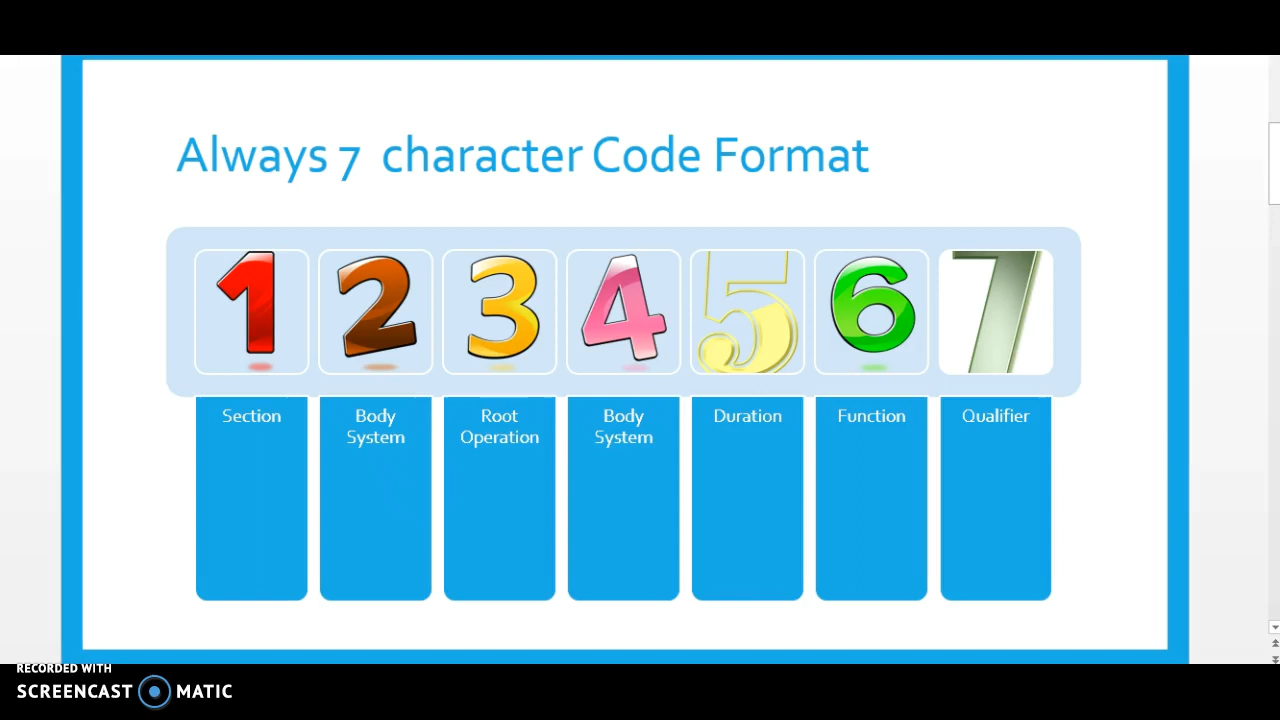 Always 7 character Code Format
1 2 3 4 5 6 7
Section
Body
System
Root
Operation
Body
System
Duration
Function
Qualifier
RECORDED WITH
SCREENCAST MATIC